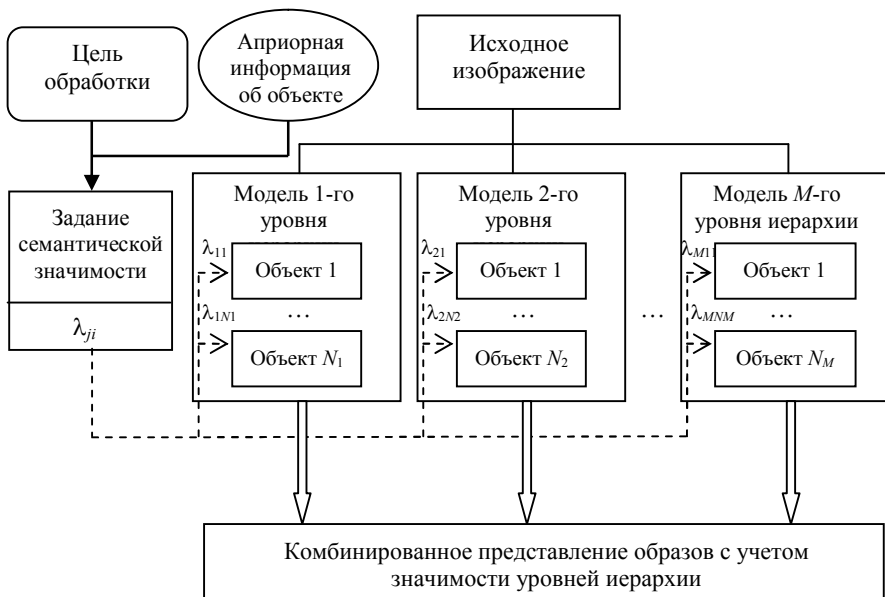 Цель
обработки
Априорная
информация
об объекте
Исходное
изображение
Задание
семантической
значимости
λji
Модель 1-го
уровня
λ11
Объект 1
...
λ1N1
Объект N1
Модель 2-го
уровня
λ21
Объект 1
...
λ2N2
Объект N2
...
Модель M-го
уровня иерархии
λM11
Объект 1
...
λMNM
Объект NM
Комбинированное представление образов с учетом
значимости уровней иерархии